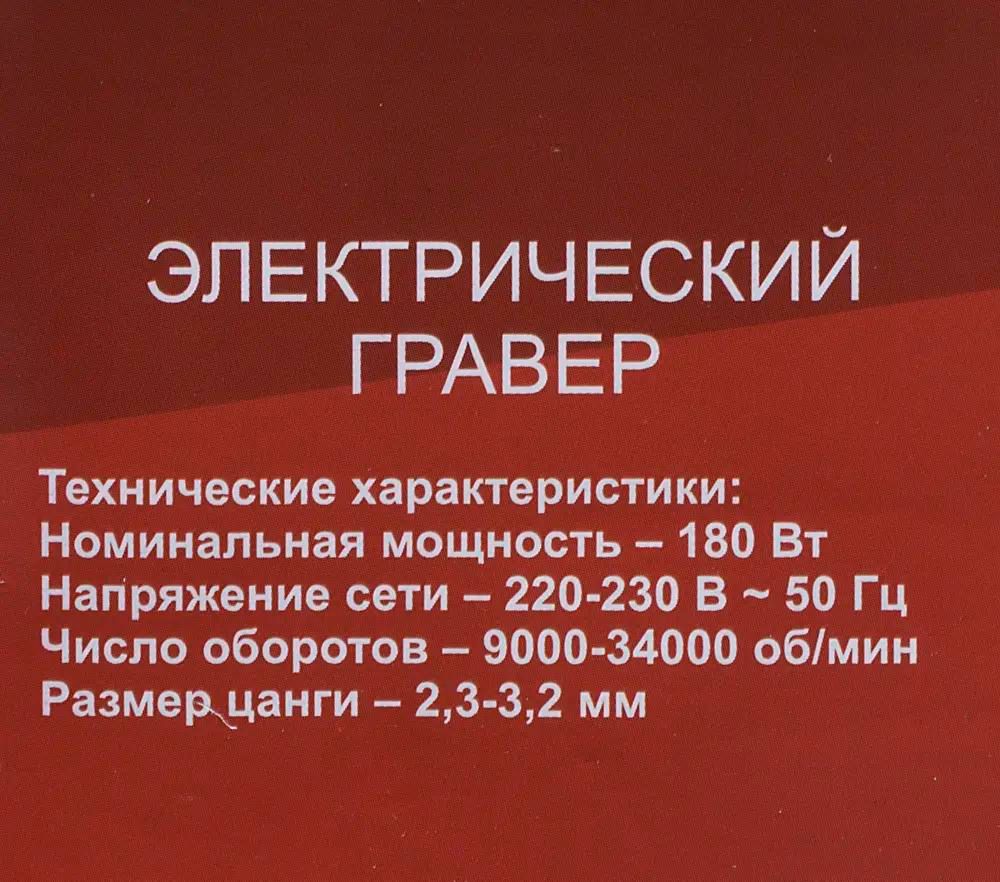 ЭЛЕКТРИЧЕСКИЙ
ГРАВЕР
Технические характеристики:
Номинальная мощность – 180 Вт
Напряжение сети – 220-230 В ~ 50 Гц
Число оборотов – 9000-34000 об/мин
Размер цанги – 2,3-3,2 мм